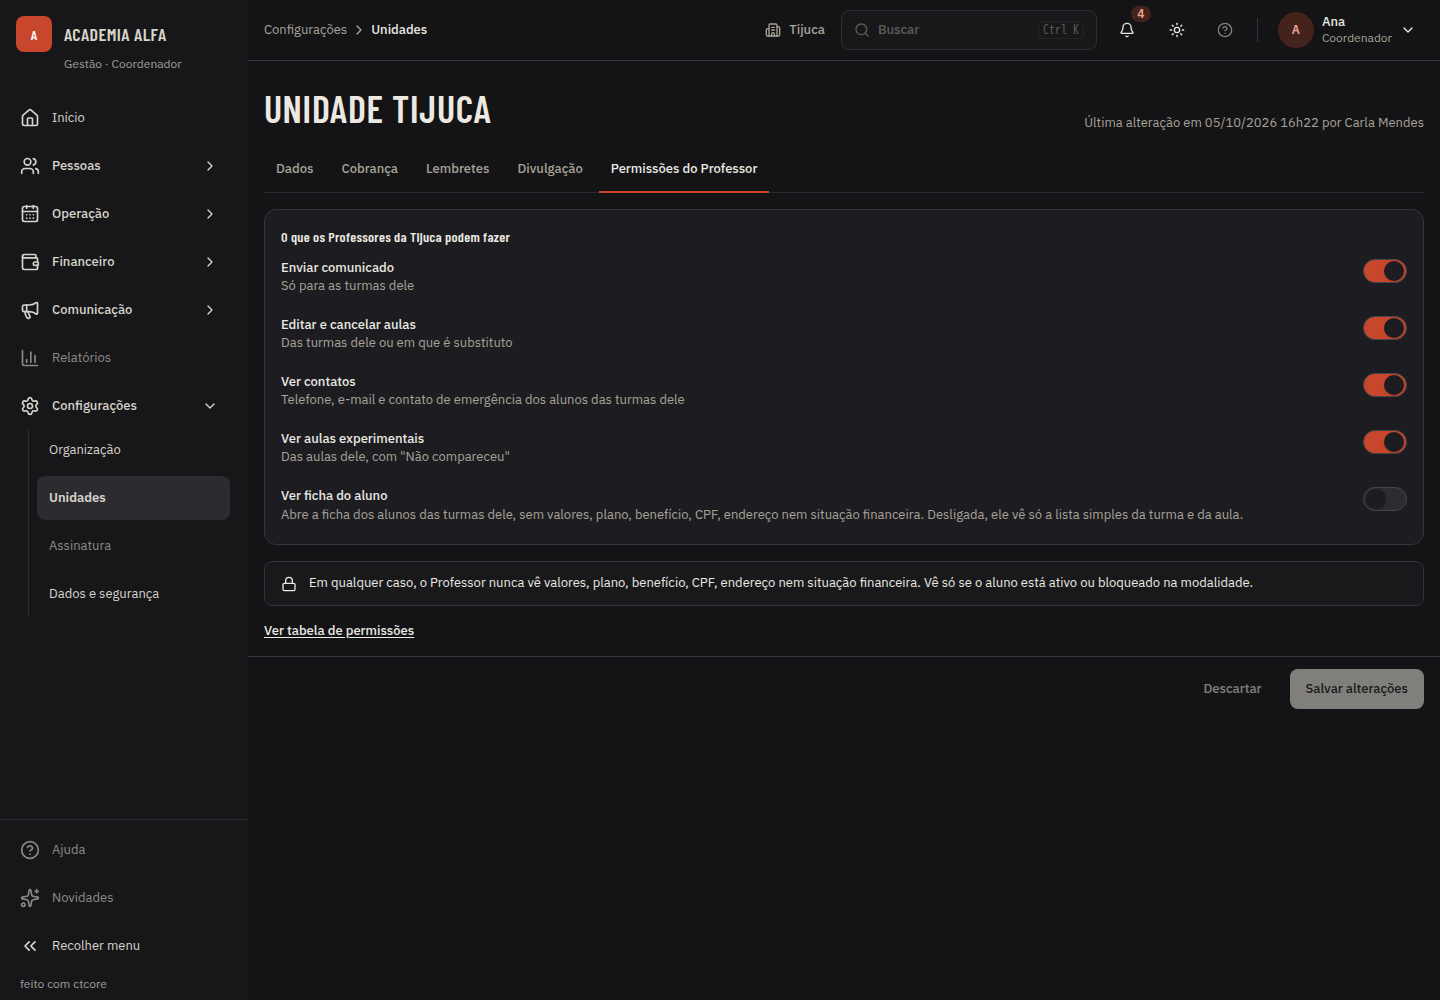 A
ACADEMIA ALFA
Gestão · Coordenador
Início
Pessoas
Operação
Financeiro
Comunicação
Relatórios
Configurações
Organização
Unidades
Assinatura
Dados e segurança
Ajuda
Novidades
Recolher menu
feito com ctcore
Configurações > Unidades
Tijuca
Buscar
Ctrl K
4
A
Ana
Coordenador
UNIDADE TIJUCA
Última alteração em 05/10/2026 16h22 por Carla Mendes
Dados
Cobrança
Lembretes
Divulgação
Permissões do Professor
O que os Professores da Tijuca podem fazer
Enviar comunicado
Só para as turmas dele
Editar e cancelar aulas
Das turmas dele ou em que é substituto
Ver contatos
Telefone, e-mail e contato de emergência dos alunos das turmas dele
Ver aulas experimentais
Das aulas dele, com "Não compareceu"
Ver ficha do aluno
Abre a ficha dos alunos das turmas dele, sem valores, plano, benefício, CPF, endereço nem situação financeira. Desligada, ele vê só a lista simples da turma e da aula.
Em qualquer caso, o Professor nunca vê valores, plano, benefício, CPF, endereço nem situação financeira. Vê só se o aluno está ativo ou bloqueado na modalidade.
Ver tabela de permissões
Descartar
Salvar alterações